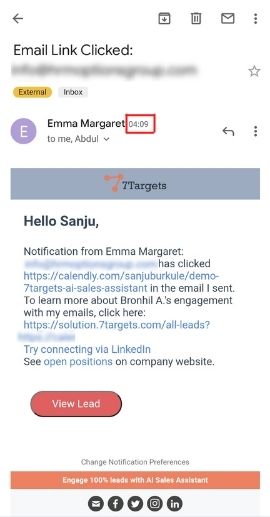 Email Link Clicked:
External
Inbox
E
Emma Margaret 04:09
to me, Abdul
7Targets
Hello Sanju,
Notification from Emma Margaret:
has clicked
https://calendly.com/sanjuburkule/demo-
7targets-ai-sales-assistant in the email I sent.
To learn more about Bronhil A.'s engagement
with my emails, click here:
https://solution.7targets.com/all-leads?
Try connecting via LinkedIn
See open positions on company website.
View Lead
Change Notification Preferences
Engage 100% leads with AI Sales Assistant